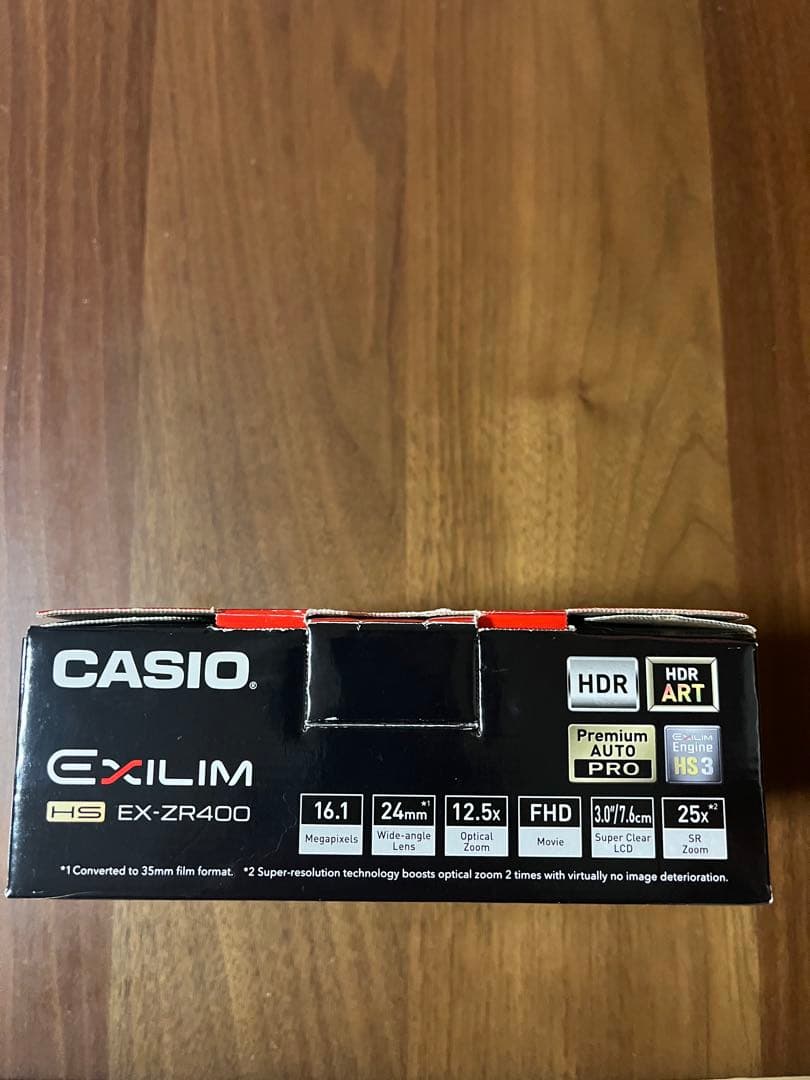 CASIO®
HDR
HDR ART
EXILIM
Premium AUTO PRO
EXILIM Engine HS3
HS EX-ZR400
16.1 Megapixels
24mm*1 Wide-angle Lens
12.5x Optical Zoom
FHD Movie
3.0"/7.6cm Super Clear LCD
25x*2 SR Zoom
*1 Converted to 35mm film format. *2 Super-resolution technology boosts optical zoom 2 times with virtually no image deterioration.